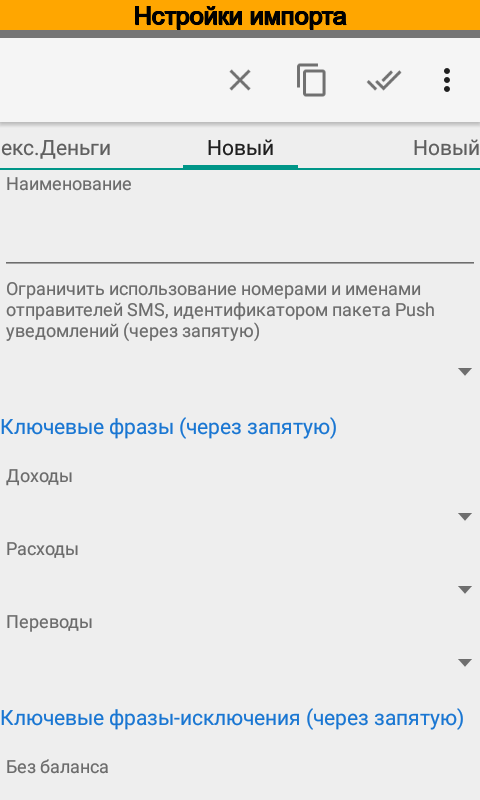 Нстройки импорта
екс.Деньги Новый Новый
Наименование
Ограничить использование номерами и именами
отправителей SMS, идентификатором пакета Push
уведомлений (через запятую)
Ключевые фразы (через запятую)
Доходы
Расходы
Переводы
Ключевые фразы-исключения (через запятую)
Без баланса